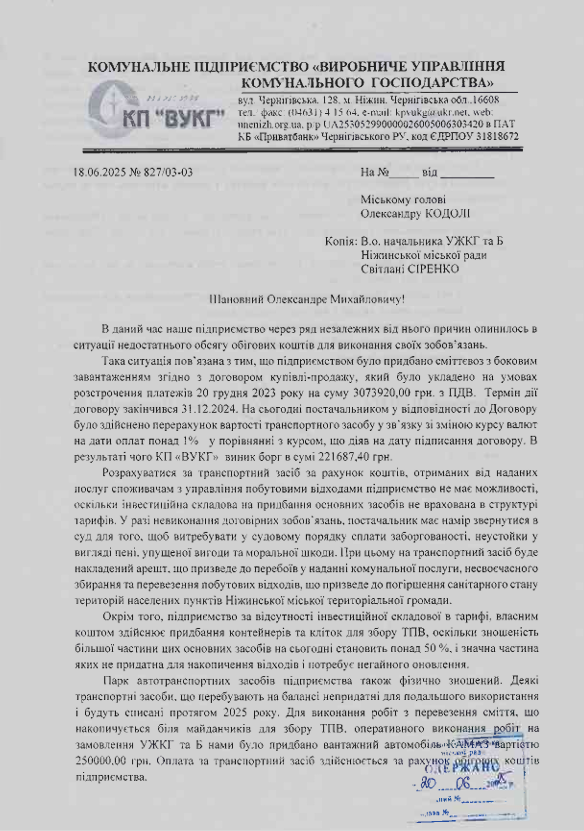 КОМУНАЛЬНЕ ПІДПРИЄМСТВО «ВИРОБНИЧЕ УПРАВЛІННЯ
КОМУНАЛЬНОГО ГОСПОДАРСТВА»
КП "ВУКГ"
вул. Чернігівська, 128, м. Ніжин, Чернігівська обл.,16608
тел. факс (04631) 4 15 64, e-mail: kpvukg@ukr.net, web:
nnenizh.org.ua, р/р UA253052990000026005006303420 в ПАТ
КБ «Приватбанк» Чернігівського РУ, код ЄДРПОУ 31818672
18.06.2025 № 827/03-03
На №_____ від _________
Міському голові
Олександру КОДОЛІ
Копія: В.о. начальника УЖКГ та Б
Ніжинської міської ради
Світлані СІРЕНКО
Шановний Олександре Михайловичу!
В даний час наше підприємство через ряд незалежних від нього причин опинилось в
ситуації недостатнього обсягу обігових коштів для виконання своїх зобов’язань.
Така ситуація пов’язана з тим, що підприємством було придбано сміттєвоз з боковим
завантаженням згідно з договором купівлі-продажу, який було укладено на умовах
розстрочення платежів 20 грудня 2023 року на суму 3073920,00 грн. з ПДВ. Термін дії
договору закінчився 31.12.2024. На сьогодні постачальником у відповідності до Договору
було здійснено перерахунок вартості транспортного засобу у зв’язку зі зміною курсу валют
на дати оплат понад 1% у порівнянні з курсом, що діяв на дату підписання договору. В
результаті чого КП «ВУКГ» виник борг в сумі 221687,40 грн.
Розрахуватися за транспортний засіб за рахунок коштів, отриманих від наданих
послуг споживачам з управління побутовими відходами підприємство не має можливості,
оскільки інвестиційна складова на придбання основних засобів не врахована в структурі
тарифів. У разі невиконання договірних зобов’язань, постачальник має намір звернутися в
суд для того, щоб витребувати у судовому порядку сплати заборгованості, неустойки у
вигляді пені, упущеної вигоди та моральної шкоди. При цьому на транспортний засіб буде
накладений арешт, що призведе до перебоїв у наданні комунальної послуги, несвоєчасного
збирання та перевезення побутових відходів, що призведе до погіршення санітарного стану
територій населених пунктів Ніжинської міської територіальної громади.
Окрім того, підприємство за відсутності інвестиційної складової в тарифі, власним
коштом здійснює придбання контейнерів та кліток для збору ТПВ, оскільки зношеність
більшої частини цих основних засобів на сьогодні становить понад 50 %, і значна частина
яких не придатна для накопичення відходів і потребує негайного оновлення.
Парк автотранспортних засобів підприємства також фізично зношений. Деякі
транспортні засоби, що перебувають на балансі непридатні для подальшого використання
і будуть списані протягом 2025 року. Для виконання робіт з перевезення сміття, що
накопичується біля майданчиків для збору ТПВ, оперативного виконання робіт на
замовлення УЖКГ та Б нами було придбано вантажний автомобіль КАМАЗ вартістю
250000,00 грн. Оплата за транспортний засіб здійснюється за рахунок обігових коштів
підприємства.
ОДЕРЖАНО
20 06 2025